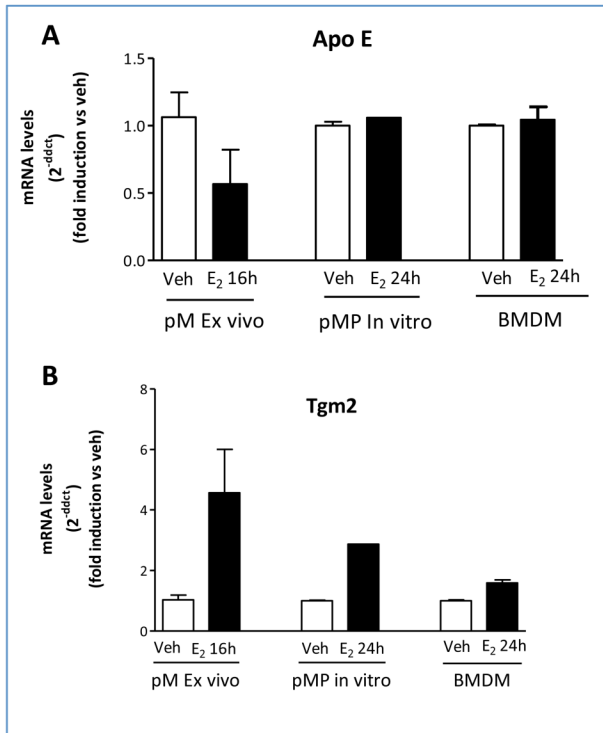 A
Apo E
mRNA levels
(2-ddct)
(fold induction vs veh)
1.5
1.0
0.5
0.0
Veh E2 16h Veh E2 24h Veh E2 24h
pM Ex vivo pMP In vitro BMDM
B
Tgm2
mRNA levels
(2-ddct)
(fold induction vs veh)
8
6
4
2
0
Veh E2 16h Veh E2 24h Veh E2 24h
pM Ex vivo pMP in vitro BMDM